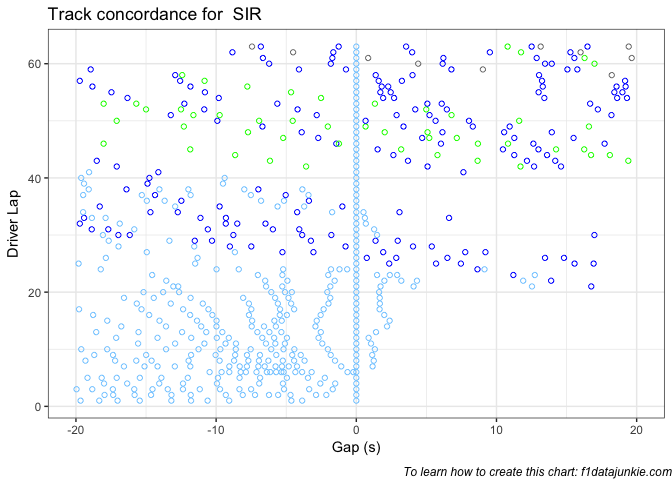 Track concordance for  SIR
Driver Lap
60
40
20
0
-20 -10 0 10 20
Gap (s)
To learn how to create this chart: f1datajunkie.com